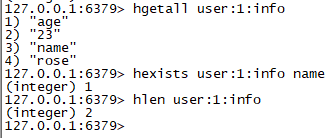 127.0.0.1:6379> hgetall user:1:info
1) "age"
2) "23"
3) "name"
4) "rose"
127.0.0.1:6379> hexists user:1:info name
(integer) 1
127.0.0.1:6379> hlen user:1:info
(integer) 2
127.0.0.1:6379>